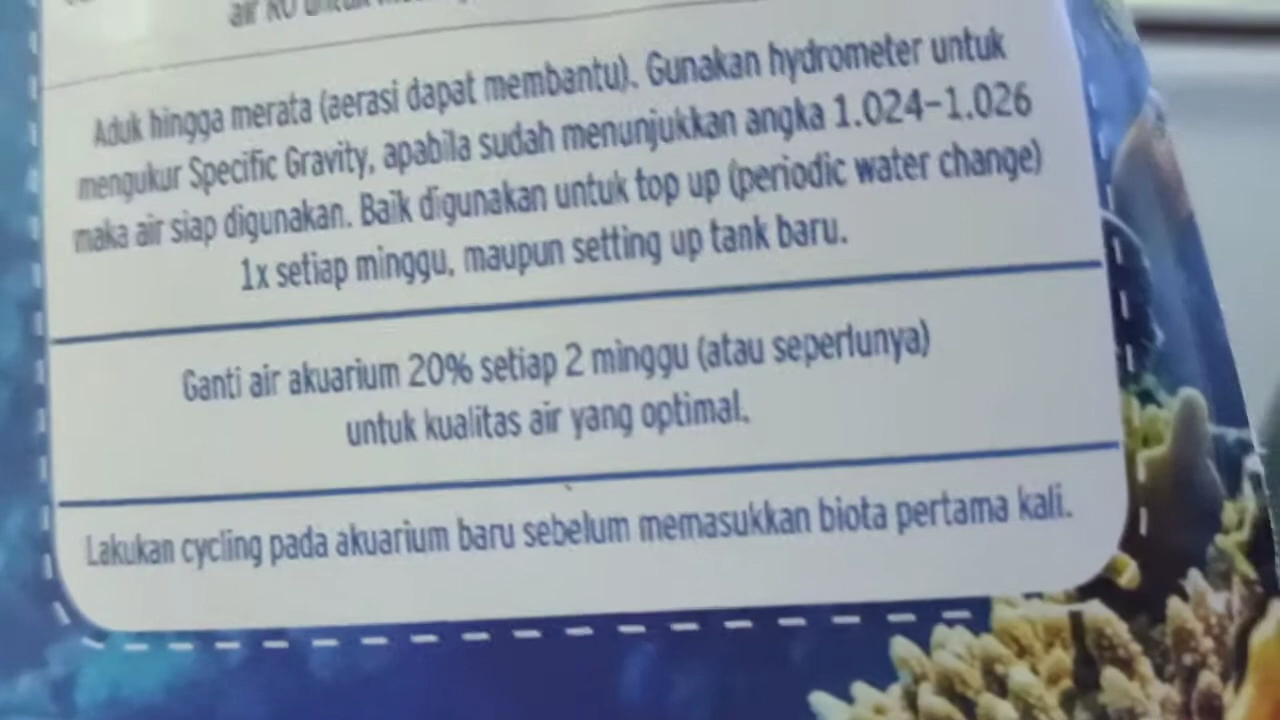 air RO untuk
Aduk hingga merata (aerasi dapat membantu). Gunakan hydrometer untuk
mengukur Specific Gravity, apabila sudah menunjukkan angka 1.024-1.026
maka air siap digunakan. Baik digunakan untuk top up (periodic water change)
1x setiap minggu, maupun setting up tank baru.
Ganti air akuarium 20% setiap 2 minggu (atau seperlunya)
untuk kualitas air yang optimal.
Lakukan cycling pada akuarium baru sebelum memasukkan biota pertama kali.